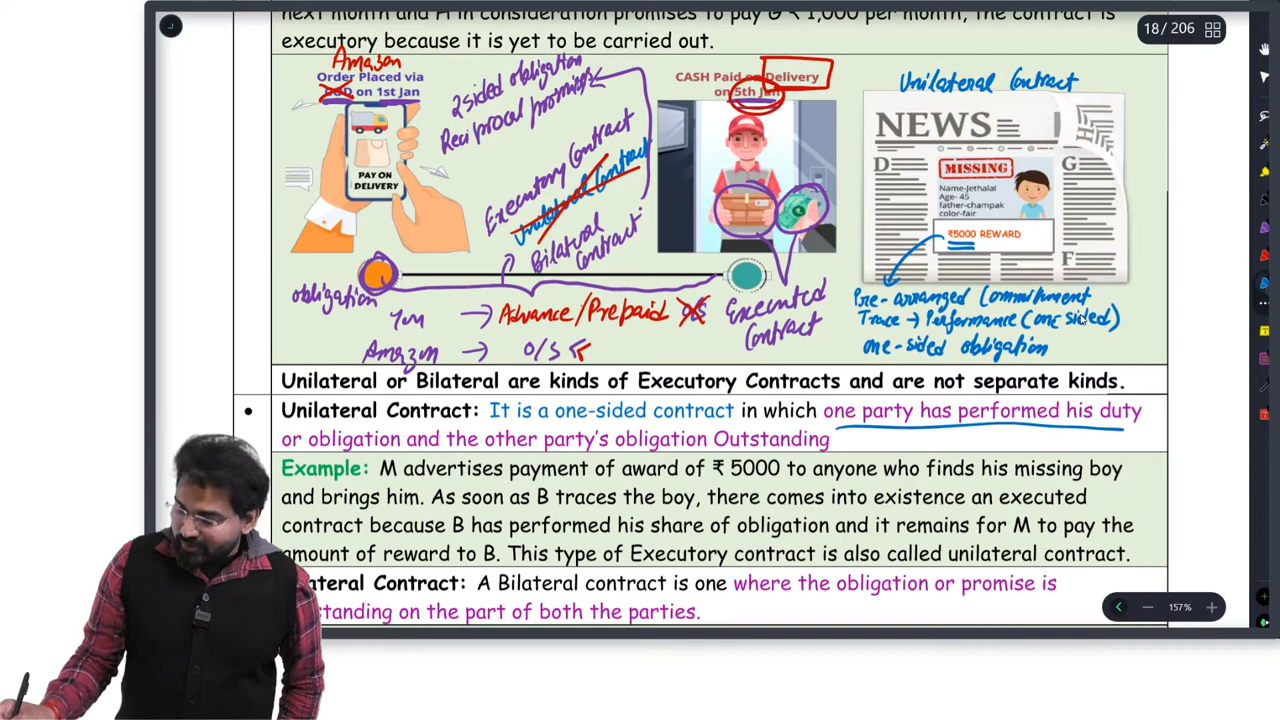 next month and H in consideration promises to pay G ₹ 1,000 per month, the contract is
executory because it is yet to be carried out.
18 / 206
Amazon
Order Placed via
COD on 1st Jan
PAY ON
DELIVERY
2 sided obligation
Reciprocal promises
Executory Contract
Unilateral Contract
Bilateral
Contract
CASH Paid on Delivery
on 5th Jan
Unilateral Contract
NEWS
MISSING
Name-Jethalal
Age- 45
father-champak
color-fair
₹5000 REWARD
D
G
F
obligation
You → Advance/Prepaid
Amazon → O/S
Executed
Contract
Pre-arranged Commitment
Trace → Performance (one sided)
one-sided obligation
Unilateral or Bilateral are kinds of Executory Contracts and are not separate kinds.
• Unilateral Contract: It is a one-sided contract in which one party has performed his duty
or obligation and the other party's obligation Outstanding
Example: M advertises payment of award of ₹ 5000 to anyone who finds his missing boy
and brings him. As soon as B traces the boy, there comes into existence an executed
contract because B has performed his share of obligation and it remains for M to pay the
amount of reward to B. This type of Executory contract is also called unilateral contract.
lateral Contract: A Bilateral contract is one where the obligation or promise is
standing on the part of both the parties.
157%